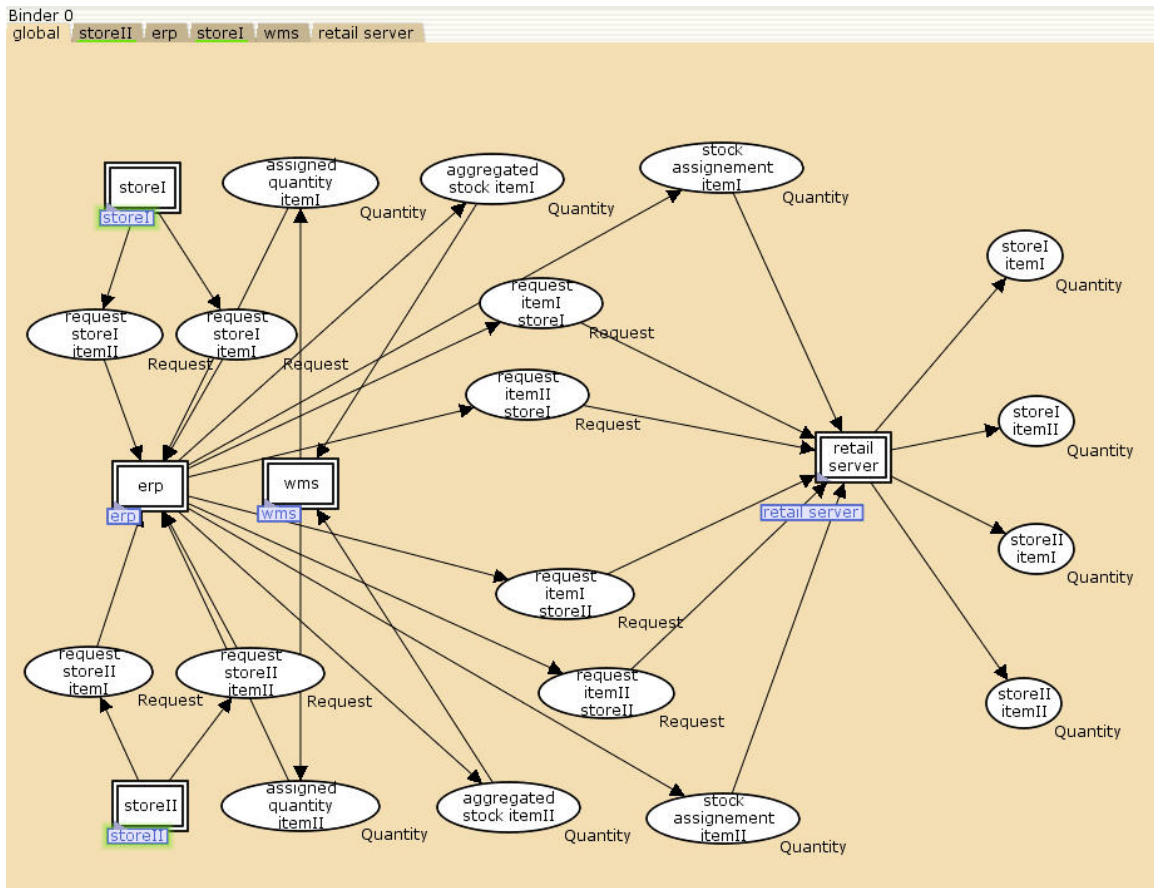 Binder 0
global storeII erp storeI wms retail server
storeI
storeI
assigned
quantity
itemI
Quantity
aggregated
stock itemI
Quantity
stock
assignement
itemI
Quantity
storeI
itemI
Quantity
request
storeI
itemII
Request
request
storeI
itemI
Request
request
itemI
storeI
Request
request
itemII
storeI
Request
storeI
itemII
Quantity
erp
erp
wms
wms
retail
server
retail server
storeII
itemI
Quantity
request
itemI
storeII
Request
request
storeII
itemI
Request
request
storeII
itemII
Request
request
itemII
storeII
Request
storeII
itemII
Quantity
storeII
storeII
assigned
quantity
itemII
Quantity
aggregated
stock itemII
Quantity
stock
assignement
itemII
Quantity